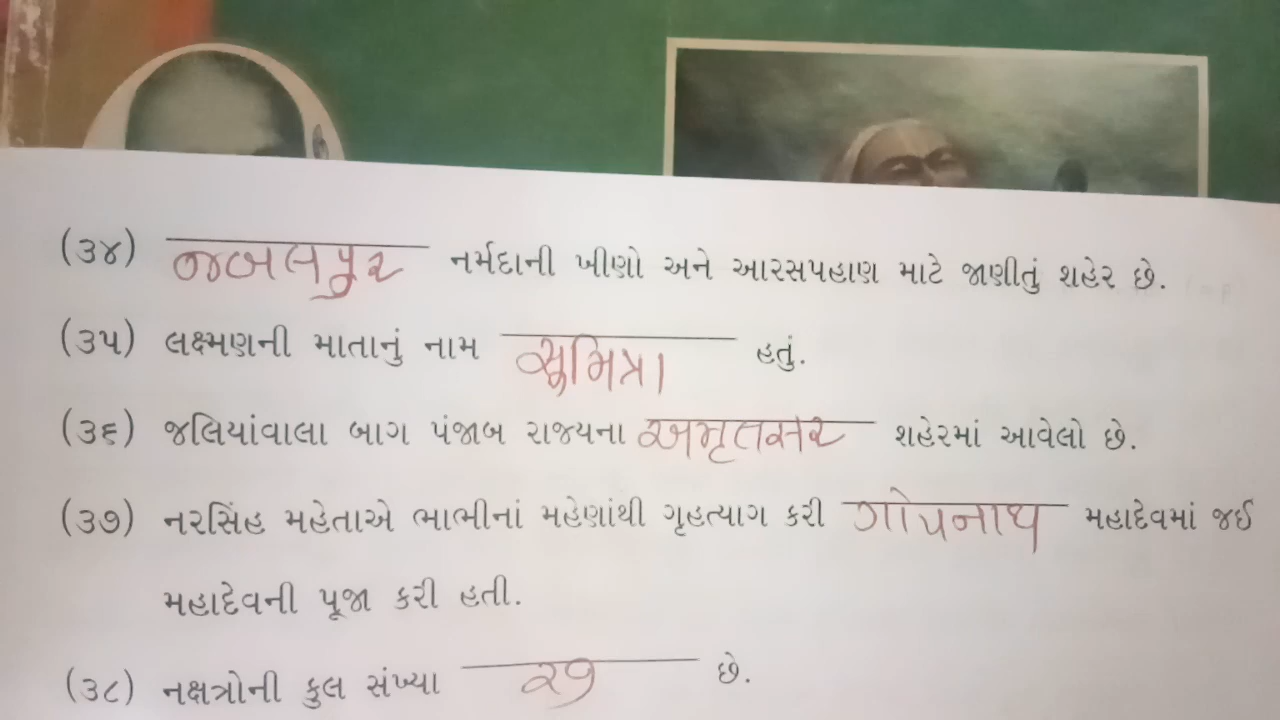 (૩૪) જબલપુર નર્મદાની ખીણો અને આરસપહાણ માટે જાણીતું શહેર છે.
(૩૫) લક્ષ્મણની માતાનું નામ સુમિત્રા હતું.
(૩૬) જલિયાંવાલા બાગ પંજાબ રાજ્યના અમૃતસર શહેરમાં આવેલો છે.
(૩૭) નરસિંહ મહેતાએ ભાભીનાં મહેણાંથી ગૃહત્યાગ કરી ગોપનાથ મહાદેવમાં જઈ
મહાદેવની પૂજા કરી હતી.
(૩૮) નક્ષત્રોની કુલ સંખ્યા ૨૭ છે.